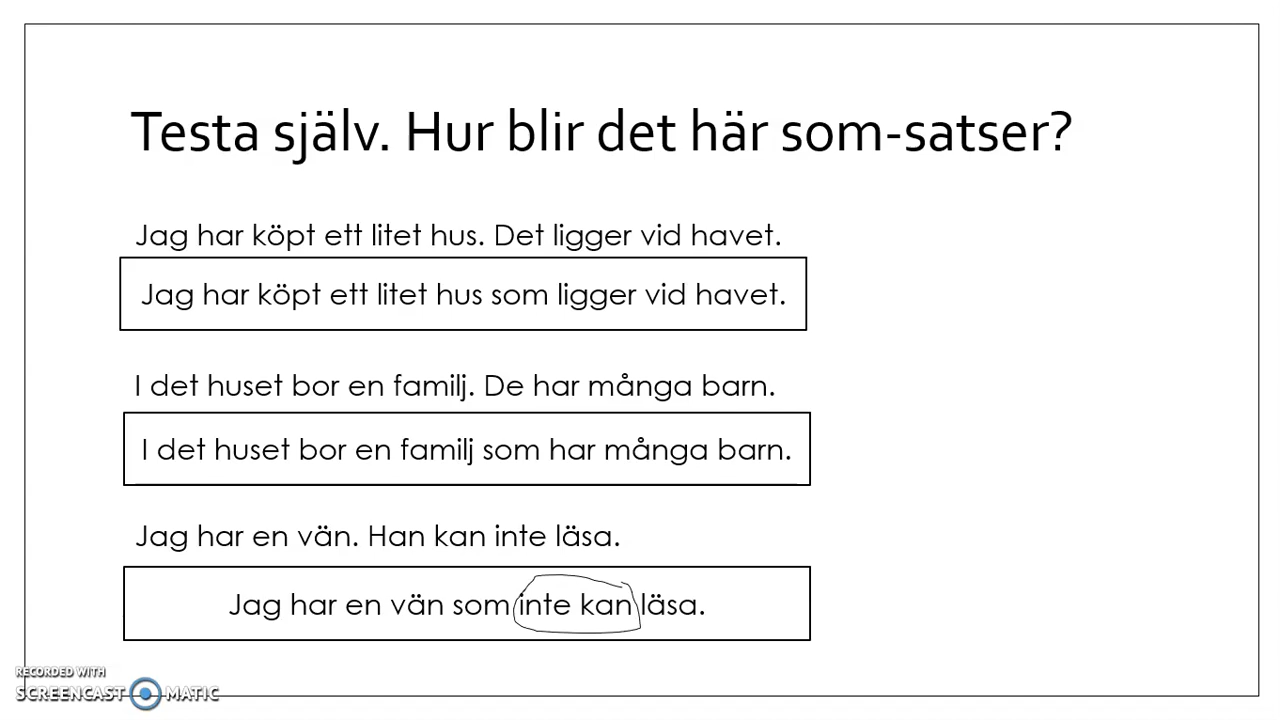 Testa själv. Hur blir det här som-satser?
Jag har köpt ett litet hus. Det ligger vid havet.
Jag har köpt ett litet hus som ligger vid havet.
I det huset bor en familj. De har många barn.
I det huset bor en familj som har många barn.
Jag har en vän. Han kan inte läsa.
Jag har en vän som inte kan läsa.
RECORDED WITH
SCREENCAST MATIC